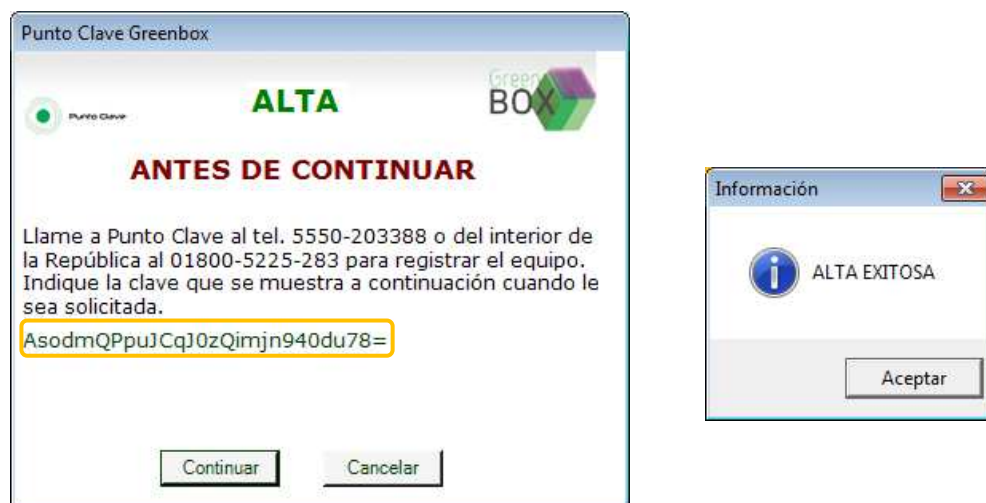 Punto Clave Greenbox
Punto Clave
ALTA
Green
BOX
ANTES DE CONTINUAR
Llame a Punto Clave al tel. 5550-203388 o del interior de
la República al 01800-5225-283 para registrar el equipo.
Indique la clave que se muestra a continuación cuando le
sea solicitada.
AsodmQPpuJCqJ0zQimjn940du78=
Continuar
Cancelar
Información
ALTA EXITOSA
Aceptar